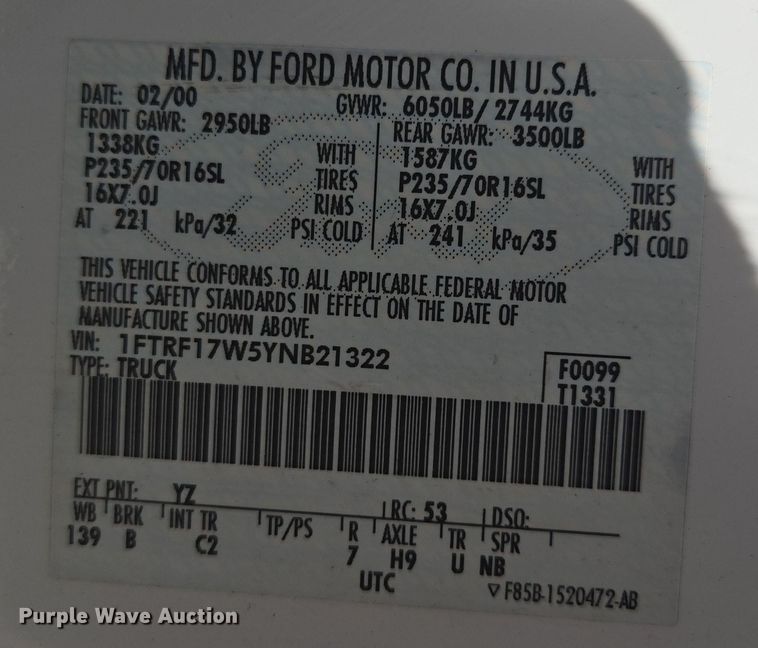 MFD. BY FORD MOTOR CO. IN U.S.A.
DATE: 02/00 GVWR: 6050LB/ 2744KG
FRONT GAWR: 2950LB REAR GAWR: 3500LB
1338KG WITH 1587KG WITH
P235/70R16SL TIRES P235/70R16SL TIRES
16X7.0J RIMS 16X7.0J RIMS
AT 221 kPa/32 PSI COLD AT 241 kPa/35 PSI COLD
THIS VEHICLE CONFORMS TO ALL APPLICABLE FEDERAL MOTOR
VEHICLE SAFETY STANDARDS IN EFFECT ON THE DATE OF
MANUFACTURE SHOWN ABOVE.
VIN: 1FTRF17W5YNB21322
TYPE: TRUCK F0099
T1331
EXT PNT: YZ RC: 53 DSO:
WB BRK INT TR TP/PS R AXLE TR SPR
139 B C2 7 H9 U NB
UTC ▽ F85B-1520472-AB
Purple Wave Auction